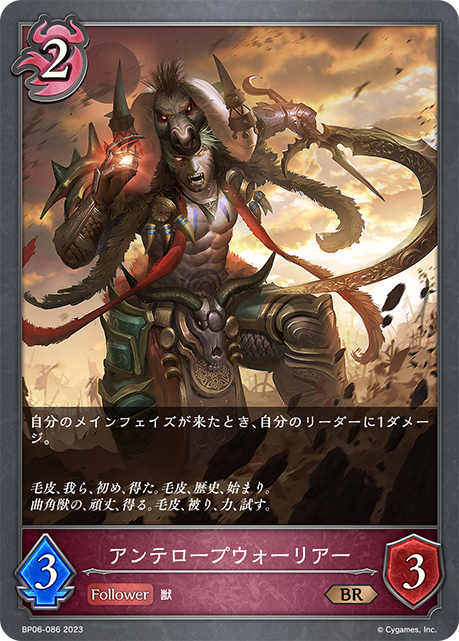 2
自分のメインフェイズが来たとき、自分のリーダーに1ダメー
ジ。
毛皮、我ら、初め、得た。毛皮、歴史、始まり。
曲角獣の、頑丈、得る。毛皮、被り、力、試す。
アンテロープウォーリアー
3
Follower 獣
BR
3
BP06-086 2023
© Cygames, Inc.